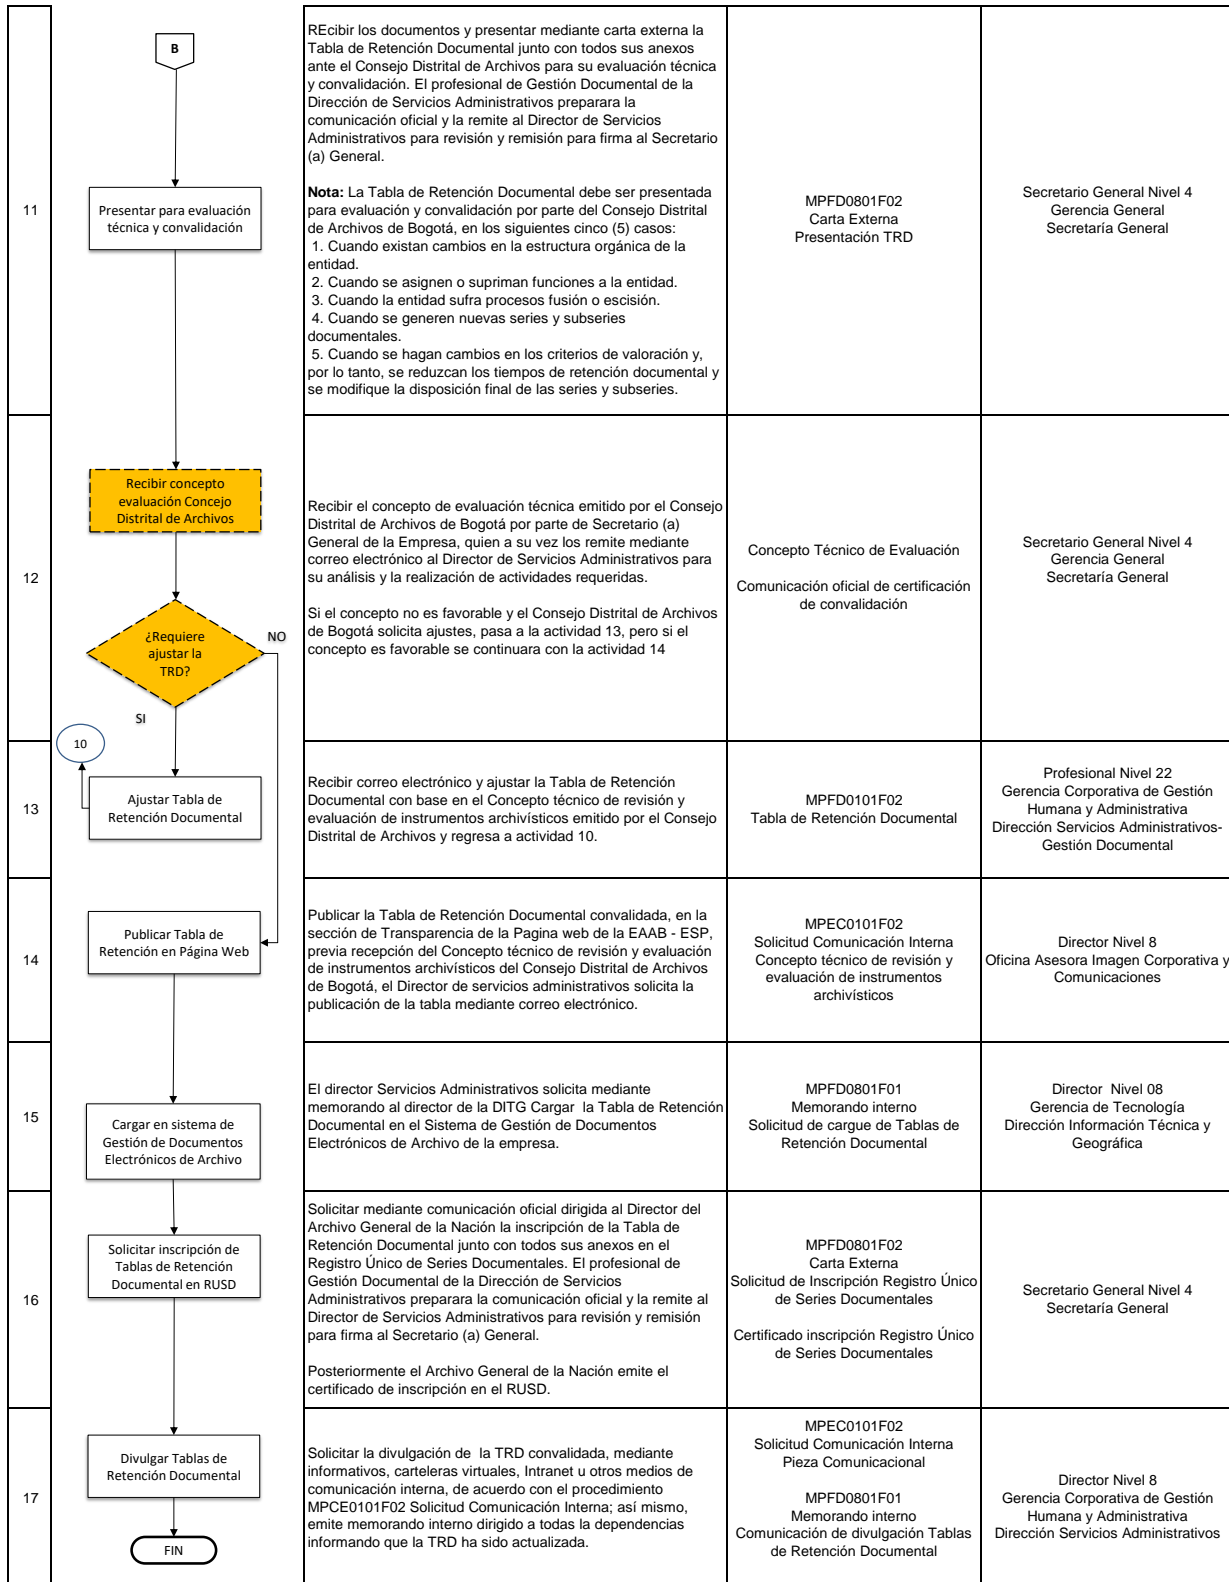 B
REcibir los documentos y presentar mediante carta externa la
Tabla de Retención Documental junto con todos sus anexos
ante el Consejo Distrital de Archivos para su evaluación técnica
y convalidación. El profesional de Gestión Documental de la
Dirección de Servicios Administrativos preparara la
comunicación oficial y la remite al Director de Servicios
Administrativos para revisión y remisión para firma al Secretario
(a) General.
Nota: La Tabla de Retención Documental debe ser presentada
para evaluación y convalidación por parte del Consejo Distrital
de Archivos de Bogotá, en los siguientes cinco (5) casos:
1. Cuando existan cambios en la estructura orgánica de la
entidad.
2. Cuando se asignen o supriman funciones a la entidad.
3. Cuando la entidad sufra procesos fusión o escisión.
4. Cuando se generen nuevas series y subseries
documentales.
5. Cuando se hagan cambios en los criterios de valoración y,
por lo tanto, se reduzcan los tiempos de retención documental y
se modifique la disposición final de las series y subseries.
11
Presentar para evaluación
técnica y convalidación
MPFD0801F02
Carta Externa
Presentación TRD
Secretario General Nivel 4
Gerencia General
Secretaría General
12
Recibir concepto
evaluación Concejo
Distrital de Archivos
¿Requiere
ajustar la
TRD?
NO
SI
Recibir el concepto de evaluación técnica emitido por el Consejo
Distrital de Archivos de Bogotá por parte de Secretario (a)
General de la Empresa, quien a su vez los remite mediante
correo electrónico al Director de Servicios Administrativos para
su análisis y la realización de actividades requeridas.
Si el concepto no es favorable y el Consejo Distrital de Archivos
de Bogotá solicita ajustes, pasa a la actividad 13, pero si el
concepto es favorable se continuara con la actividad 14
Concepto Técnico de Evaluación
Comunicación oficial de certificación
de convalidación
Secretario General Nivel 4
Gerencia General
Secretaría General
10
13
Ajustar Tabla de
Retención Documental
Recibir correo electrónico y ajustar la Tabla de Retención
Documental con base en el Concepto técnico de revisión y
evaluación de instrumentos archivísticos emitido por el Consejo
Distrital de Archivos y regresa a actividad 10.
MPFD0101F02
Tabla de Retención Documental
Profesional Nivel 22
Gerencia Corporativa de Gestión
Humana y Administrativa
Dirección Servicios Administrativos-
Gestión Documental
14
Publicar Tabla de
Retención en Página Web
Publicar la Tabla de Retención Documental convalidada, en la
sección de Transparencia de la Pagina web de la EAAB - ESP,
previa recepción del Concepto técnico de revisión y evaluación
de instrumentos archivísticos del Consejo Distrital de Archivos
de Bogotá, el Director de servicios administrativos solicita la
publicación de la tabla mediante correo electrónico.
MPEC0101F02
Solicitud Comunicación Interna
Concepto técnico de revisión y
evaluación de instrumentos
archivísticos
Director Nivel 8
Oficina Asesora Imagen Corporativa y
Comunicaciones
15
Cargar en sistema de
Gestión de Documentos
Electrónicos de Archivo
El director Servicios Administrativos solicita mediante
memorando al director de la DITG Cargar  la Tabla de Retención
Documental en el Sistema de Gestión de Documentos
Electrónicos de Archivo de la empresa.
MPFD0801F01
Memorando interno
Solicitud de cargue de Tablas de
Retención Documental
Director  Nivel 08
Gerencia de Tecnología
Dirección Información Técnica y
Geográfica
16
Solicitar inscripción de
Tablas de Retención
Documental en RUSD
Solicitar mediante comunicación oficial dirigida al Director del
Archivo General de la Nación la inscripción de la Tabla de
Retención Documental junto con todos sus anexos en el
Registro Único de Series Documentales. El profesional de
Gestión Documental de la Dirección de Servicios
Administrativos preparara la comunicación oficial y la remite al
Director de Servicios Administrativos para revisión y remisión
para firma al Secretario (a) General.
Posteriormente el Archivo General de la Nación emite el
certificado de inscripción en el RUSD.
MPFD0801F02
Carta Externa
Solicitud de Inscripción Registro Único
de Series Documentales
Certificado inscripción Registro Único
de Series Documentales
Secretario General Nivel 4
Secretaría General
17
Divulgar Tablas de
Retención Documental
FIN
Solicitar la divulgación de  la TRD convalidada, mediante
informativos, carteleras virtuales, Intranet u otros medios de
comunicación interna, de acuerdo con el procedimiento
MPCE0101F02 Solicitud Comunicación Interna; así mismo,
emite memorando interno dirigido a todas la dependencias
informando que la TRD ha sido actualizada.
MPEC0101F02
Solicitud Comunicación Interna
Pieza Comunicacional
MPFD0801F01
Memorando interno
Comunicación de divulgación Tablas
de Retención Documental
Director Nivel 8
Gerencia Corporativa de Gestión
Humana y Administrativa
Dirección Servicios Administrativos